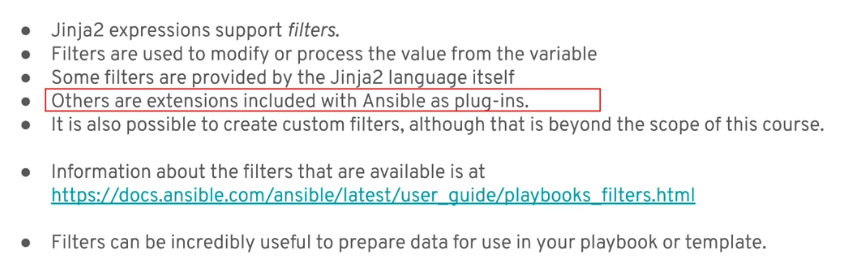 ● Jinja2 expressions support filters.
● Filters are used to modify or process the value from the variable
● Some filters are provided by the Jinja2 language itself
● Others are extensions included with Ansible as plug-ins.
● It is also possible to create custom filters, although that is beyond the scope of this course.
● Information about the filters that are available is at
https://docs.ansible.com/ansible/latest/user_guide/playbooks_filters.html
● Filters can be incredibly useful to prepare data for use in your playbook or template.